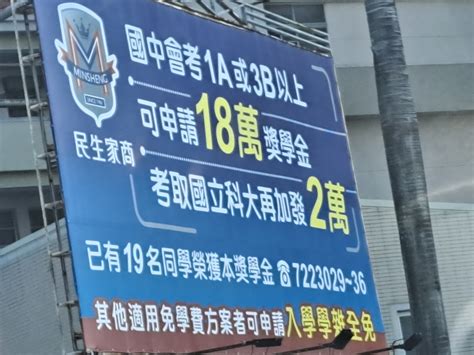 MINSHENG
民生家商
國中會考1A或3B以上
可申請18萬獎學金
考取國立科大再加發2萬
已有19名同學榮獲本獎學金☎7223029~36
其他適用免學費方案者可申請入學學雜全免